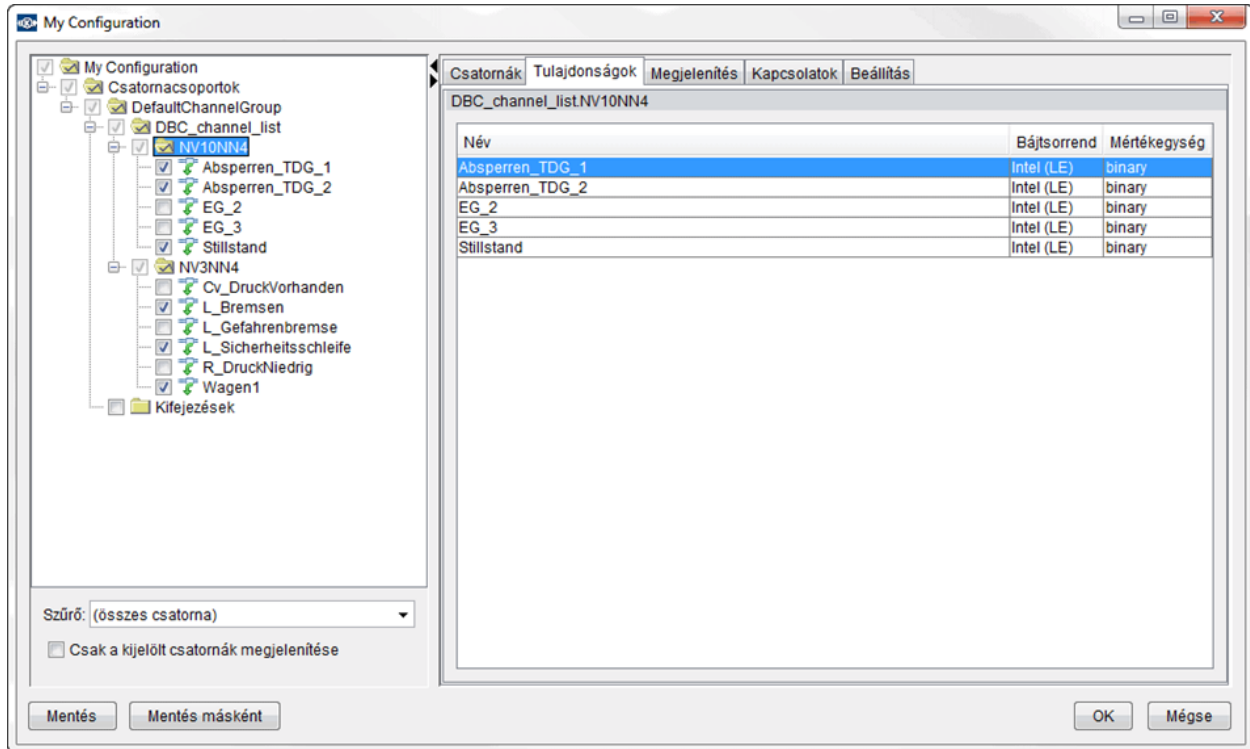 My Configuration
My Configuration
Csatornacsoportok
DefaultChannelGroup
DBC_channel_list
NV10NN4
Absperren_TDG_1
Absperren_TDG_2
EG_2
EG_3
Stillstand
NV3NN4
Cv_DruckVorhanden
L_Bremsen
L_Gefahrenbremse
L_Sicherheitsschleife
R_DruckNiedrig
Wagen1
Kifejezések
Szűrő: (összes csatorna)
Csak a kijelölt csatornák megjelenítése
Csatornák Tulajdonságok Megjelenítés Kapcsolatok Beállítás
DBC_channel_list.NV10NN4
Név Bájtsorrend Mértékegység
Absperren_TDG_1 Intel (LE) binary
Absperren_TDG_2 Intel (LE) binary
EG_2 Intel (LE) binary
EG_3 Intel (LE) binary
Stillstand Intel (LE) binary
Mentés Mentés másként OK Mégse